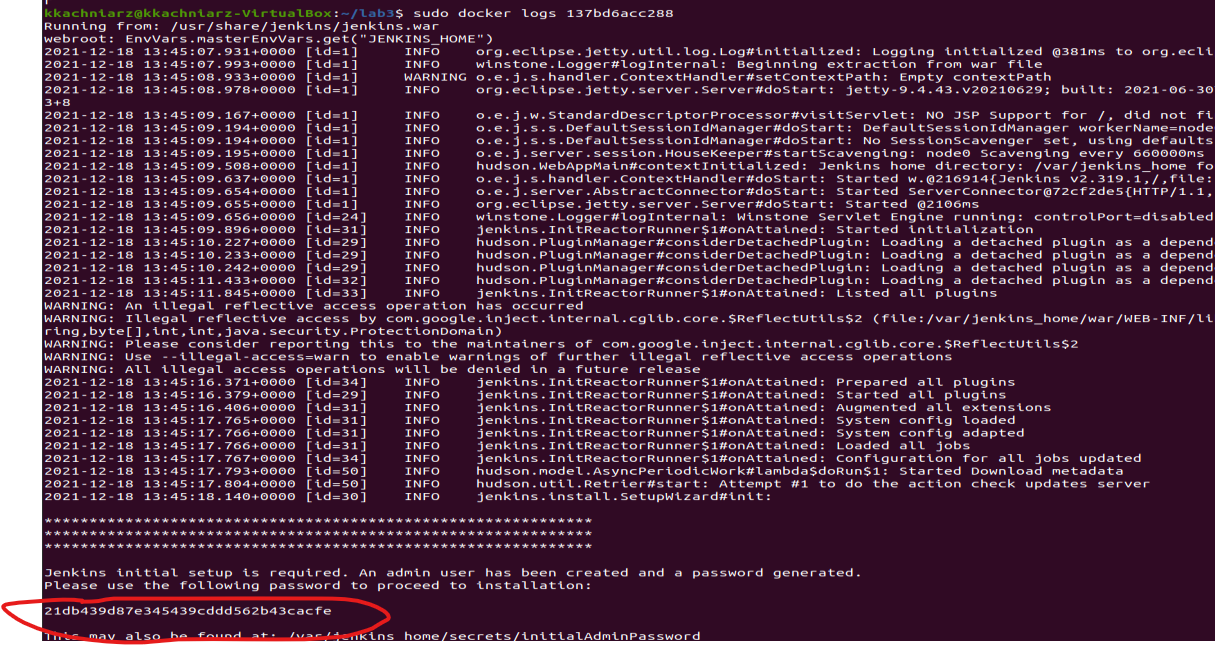 kkachniarz@kkachniarz-VirtualBox:~/lab3$ sudo docker logs 137bd6acc288
Running from: /usr/share/jenkins/jenkins.war
webroot: EnvVars.masterEnvVars.get("JENKINS_HOME")
2021-12-18 13:45:07.931+0000 [id=1] INFO org.eclipse.jetty.util.log.Log#initialized: Logging initialized @381ms to org.ecli
2021-12-18 13:45:07.993+0000 [id=1] INFO winstone.Logger#logInternal: Beginning extraction from war file
2021-12-18 13:45:08.933+0000 [id=1] WARNING o.e.j.s.handler.ContextHandler#setContextPath: Empty contextPath
2021-12-18 13:45:08.978+0000 [id=1] INFO org.eclipse.jetty.server.Server#doStart: jetty-9.4.43.v20210629; built: 2021-06-30
3+8
2021-12-18 13:45:09.167+0000 [id=1] INFO o.e.j.w.StandardDescriptorProcessor#visitServlet: NO JSP Support for /, did not fi
2021-12-18 13:45:09.194+0000 [id=1] INFO o.e.j.s.s.DefaultSessionIdManager#doStart: DefaultSessionIdManager workerName=node
2021-12-18 13:45:09.194+0000 [id=1] INFO o.e.j.s.s.DefaultSessionIdManager#doStart: No SessionScavenger set, using defaults
2021-12-18 13:45:09.195+0000 [id=1] INFO o.e.j.server.session.HouseKeeper#startScavenging: node0 Scavenging every 660000ms
2021-12-18 13:45:09.508+0000 [id=1] INFO hudson.WebAppMain#contextInitialized: Jenkins home directory: /var/jenkins_home fo
2021-12-18 13:45:09.637+0000 [id=1] INFO o.e.j.s.handler.ContextHandler#doStart: Started w.@216914{Jenkins v2.319.1,/,file:
2021-12-18 13:45:09.654+0000 [id=1] INFO o.e.j.server.AbstractConnector#doStart: Started ServerConnector@72cf2de5{HTTP/1.1,
2021-12-18 13:45:09.655+0000 [id=1] INFO org.eclipse.jetty.server.Server#doStart: Started @2106ms
2021-12-18 13:45:09.656+0000 [id=24] INFO winstone.Logger#logInternal: Winstone Servlet Engine running: controlPort=disabled
2021-12-18 13:45:09.896+0000 [id=31] INFO jenkins.InitReactorRunner$1#onAttained: Started initialization
2021-12-18 13:45:10.227+0000 [id=29] INFO hudson.PluginManager#considerDetachedPlugin: Loading a detached plugin as a depend
2021-12-18 13:45:10.233+0000 [id=29] INFO hudson.PluginManager#considerDetachedPlugin: Loading a detached plugin as a depend
2021-12-18 13:45:10.242+0000 [id=29] INFO hudson.PluginManager#considerDetachedPlugin: Loading a detached plugin as a depend
2021-12-18 13:45:11.433+0000 [id=32] INFO hudson.PluginManager#considerDetachedPlugin: Loading a detached plugin as a depend
2021-12-18 13:45:11.845+0000 [id=33] INFO jenkins.InitReactorRunner$1#onAttained: Listed all plugins
WARNING: An illegal reflective access operation has occurred
WARNING: Illegal reflective access by com.google.inject.internal.cglib.core.$ReflectUtils$2 (file:/var/jenkins_home/war/WEB-INF/li
ring,byte[],int,int,java.security.ProtectionDomain)
WARNING: Please consider reporting this to the maintainers of com.google.inject.internal.cglib.core.$ReflectUtils$2
WARNING: Use --illegal-access=warn to enable warnings of further illegal reflective access operations
WARNING: All illegal access operations will be denied in a future release
2021-12-18 13:45:16.371+0000 [id=34] INFO jenkins.InitReactorRunner$1#onAttained: Prepared all plugins
2021-12-18 13:45:16.379+0000 [id=29] INFO jenkins.InitReactorRunner$1#onAttained: Started all plugins
2021-12-18 13:45:16.406+0000 [id=31] INFO jenkins.InitReactorRunner$1#onAttained: Augmented all extensions
2021-12-18 13:45:17.765+0000 [id=31] INFO jenkins.InitReactorRunner$1#onAttained: System config loaded
2021-12-18 13:45:17.766+0000 [id=31] INFO jenkins.InitReactorRunner$1#onAttained: System config adapted
2021-12-18 13:45:17.766+0000 [id=31] INFO jenkins.InitReactorRunner$1#onAttained: Loaded all jobs
2021-12-18 13:45:17.767+0000 [id=34] INFO jenkins.InitReactorRunner$1#onAttained: Configuration for all jobs updated
2021-12-18 13:45:17.793+0000 [id=50] INFO hudson.model.AsyncPeriodicWork#lambda$doRun$1: Started Download metadata
2021-12-18 13:45:17.804+0000 [id=50] INFO hudson.util.Retrier#start: Attempt #1 to do the action check updates server
2021-12-18 13:45:18.140+0000 [id=30] INFO jenkins.install.SetupWizard#init:
*************************************************************
*************************************************************
*************************************************************
Jenkins initial setup is required. An admin user has been created and a password generated.
Please use the following password to proceed to installation:
21db439d87e345439cddd562b43cacfe
This may also be found at: /var/jenkins_home/secrets/initialAdminPassword